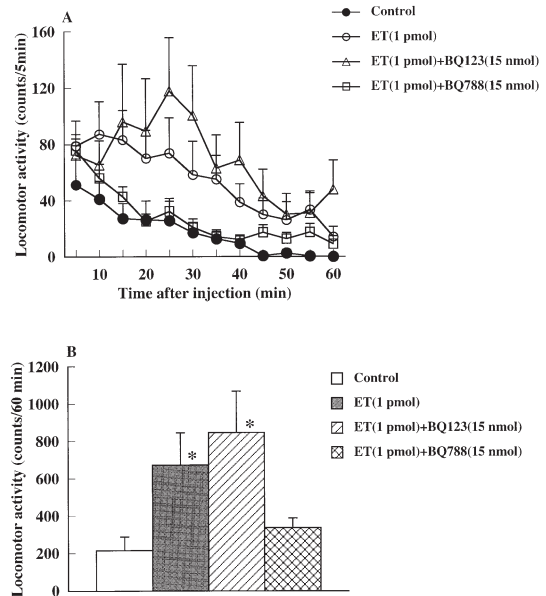 A
Control
ET(1 pmol)
ET(1 pmol)+BQ123(15 nmol)
ET(1 pmol)+BQ788(15 nmol)
Locomotor activity (counts/5min)
160
120
80
40
0
10 20 30 40 50 60
Time after injection (min)
B
Control
ET(1 pmol)
ET(1 pmol)+BQ123(15 nmol)
ET(1 pmol)+BQ788(15 nmol)
Locomotor activity (counts/60 min)
1200
1000
800
600
400
200
0
* *